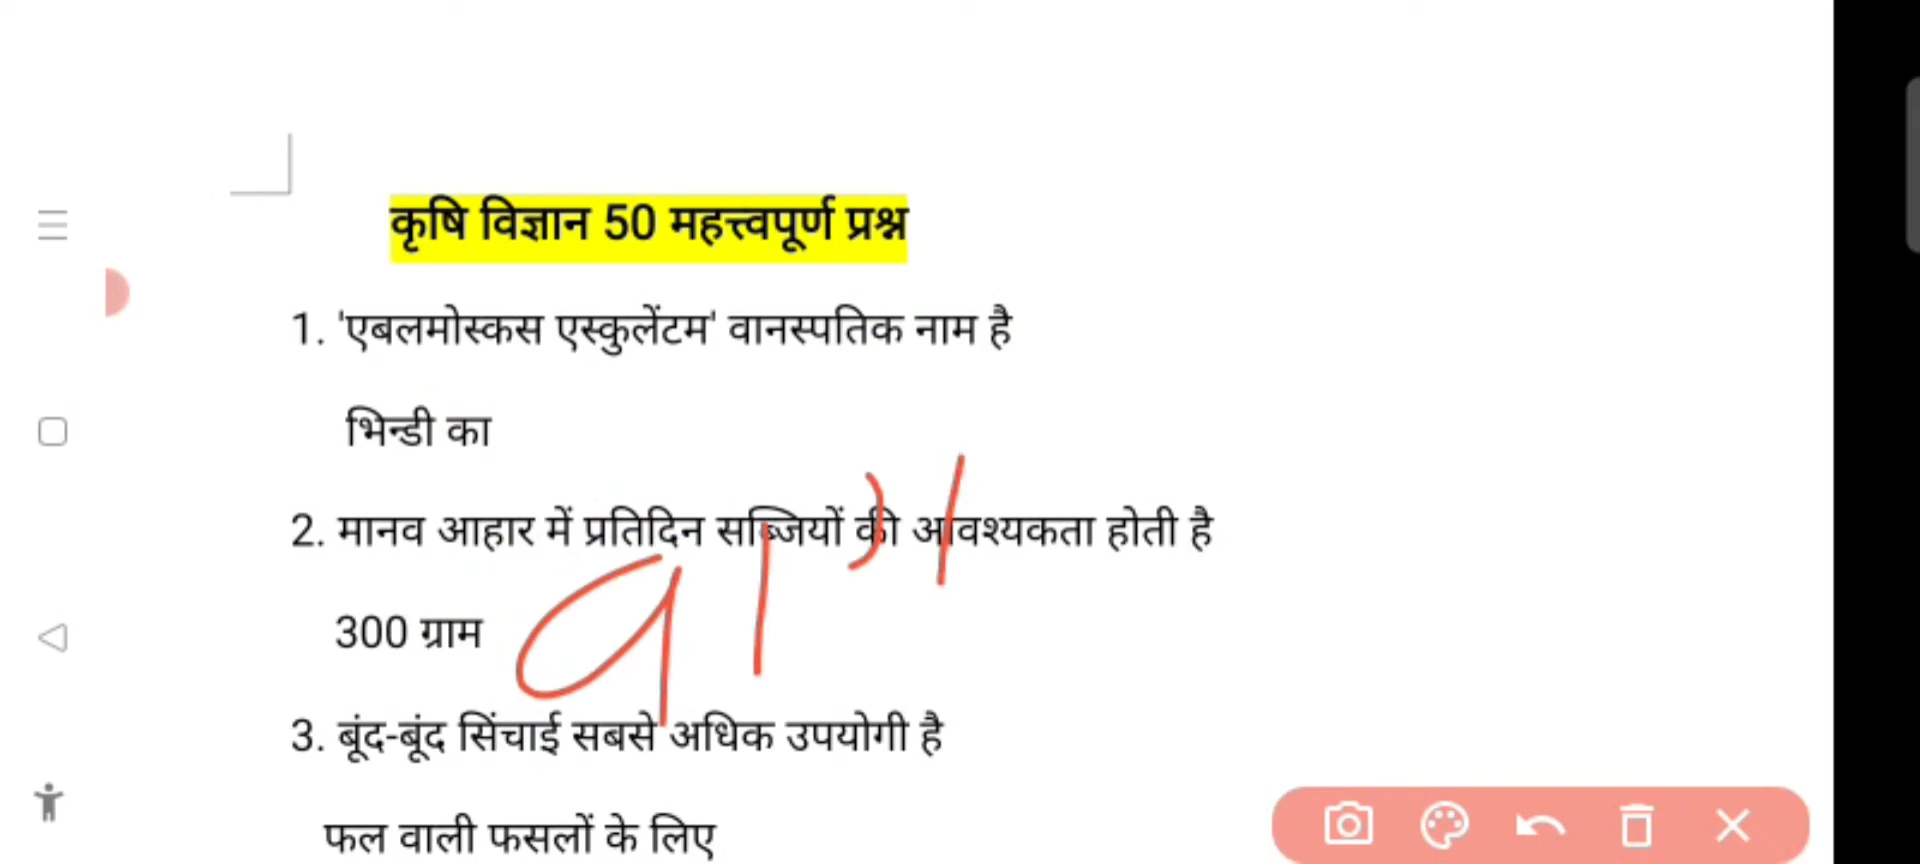 कृषि विज्ञान 50 महत्त्वपूर्ण प्रश्न
1. 'एबलमोस्कस एस्कुलेंटम' वानस्पतिक नाम है
भिन्डी का
2. मानव आहार में प्रतिदिन सब्जियों की आवश्यकता होती है
300 ग्राम
3. बूंद-बूंद सिंचाई सबसे अधिक उपयोगी है
फल वाली फसलों के लिए